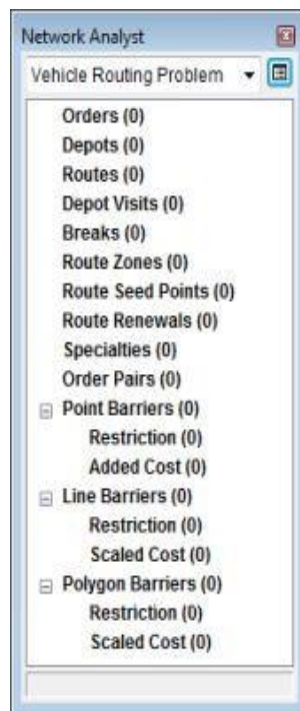 Network Analyst
Vehicle Routing Problem
Orders (0)
Depots (0)
Routes (0)
Depot Visits (0)
Breaks (0)
Route Zones (0)
Route Seed Points (0)
Route Renewals (0)
Specialties (0)
Order Pairs (0)
Point Barriers (0)
Restriction (0)
Added Cost (0)
Line Barriers (0)
Restriction (0)
Scaled Cost (0)
Polygon Barriers (0)
Restriction (0)
Scaled Cost (0)